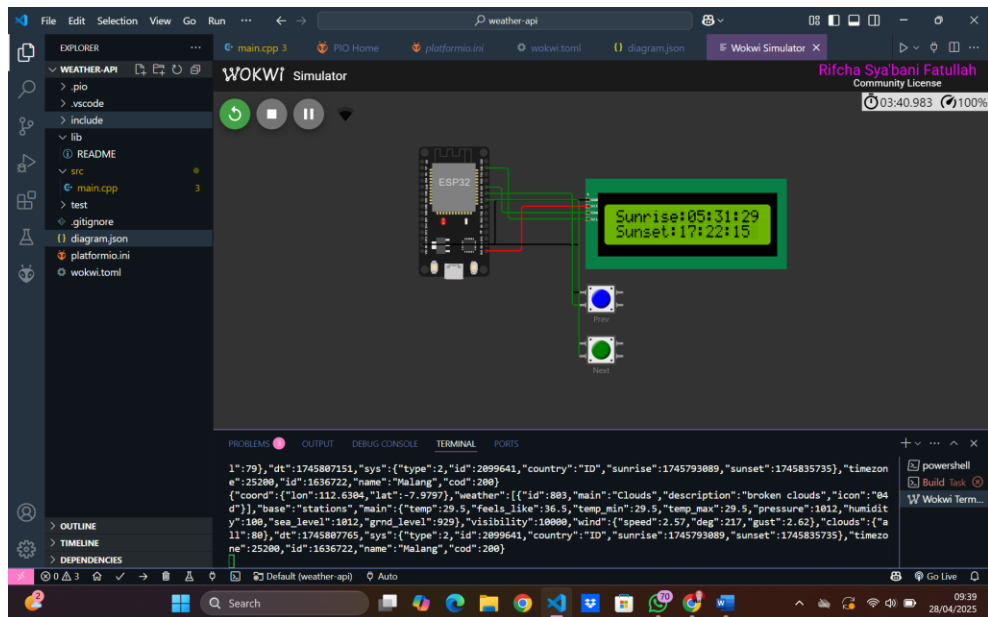 File Edit Selection View Go Run ... weather-api
EXPLORER ...
WEATHER-API
.pio
.vscode
include
lib
README
src
main.cpp 3
test
.gitignore
diagram.json
platformio.ini
wokwi.toml
OUTLINE
TIMELINE
DEPENDENCIES
main.cpp 3 PIO Home platformio.ini wokwi.toml diagram.json Wokwi Simulator
WOKWI Simulator
Rifcha Sya'bani Fatullah
Community License
03:40.983 100%
ESP32
Sunrise:05:31:29
Sunset:17:22:15
Prev
Next
PROBLEMS 3 OUTPUT DEBUG CONSOLE TERMINAL PORTS
l":79},"dt":1745807151,"sys":{"type":2,"id":2099641,"country":"ID","sunrise":1745793089,"sunset":1745835735},"timezon
e":25200,"id":1636722,"name":"Malang","cod":200}
{"coord":{"lon":112.6304,"lat":-7.9797},"weather":[{"id":803,"main":"Clouds","description":"broken clouds","icon":"04
d"}],"base":"stations","main":{"temp":29.5,"feels_like":36.5,"temp_min":29.5,"temp_max":29.5,"pressure":1012,"humidit
y":100,"sea_level":1012,"grnd_level":929},"visibility":10000,"wind":{"speed":2.57,"deg":217,"gust":2.62},"clouds":{"a
ll":80},"dt":1745807765,"sys":{"type":2,"id":2099641,"country":"ID","sunrise":1745793089,"sunset":1745835735},"timezo
ne":25200,"id":1636722,"name":"Malang","cod":200}
powershell
Build Task
Wokwi Term...
0 3 Default (weather-api) Auto Go Live
2 Search 70 09:39
28/04/2025